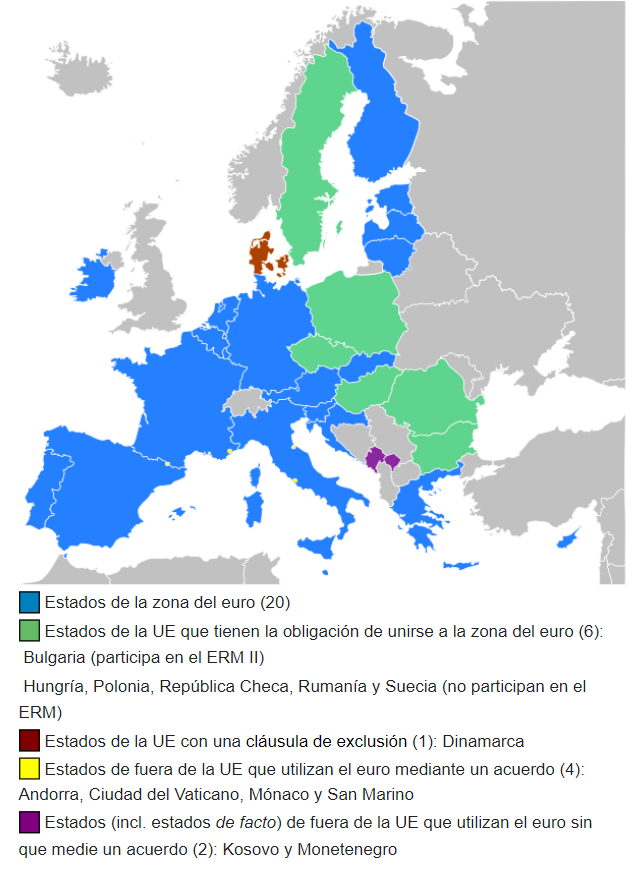 Estados de la zona del euro (20)
Estados de la UE que tienen la obligación de unirse a la zona del euro (6):
Bulgaria (participa en el ERM II)
Hungría, Polonia, República Checa, Rumanía y Suecia (no participan en el
ERM)
Estados de la UE con una cláusula de exclusión (1): Dinamarca
Estados de fuera de la UE que utilizan el euro mediante un acuerdo (4):
Andorra, Ciudad del Vaticano, Mónaco y San Marino
Estados (incl. estados de facto) de fuera de la UE que utilizan el euro sin
que medie un acuerdo (2): Kosovo y Monetenegro